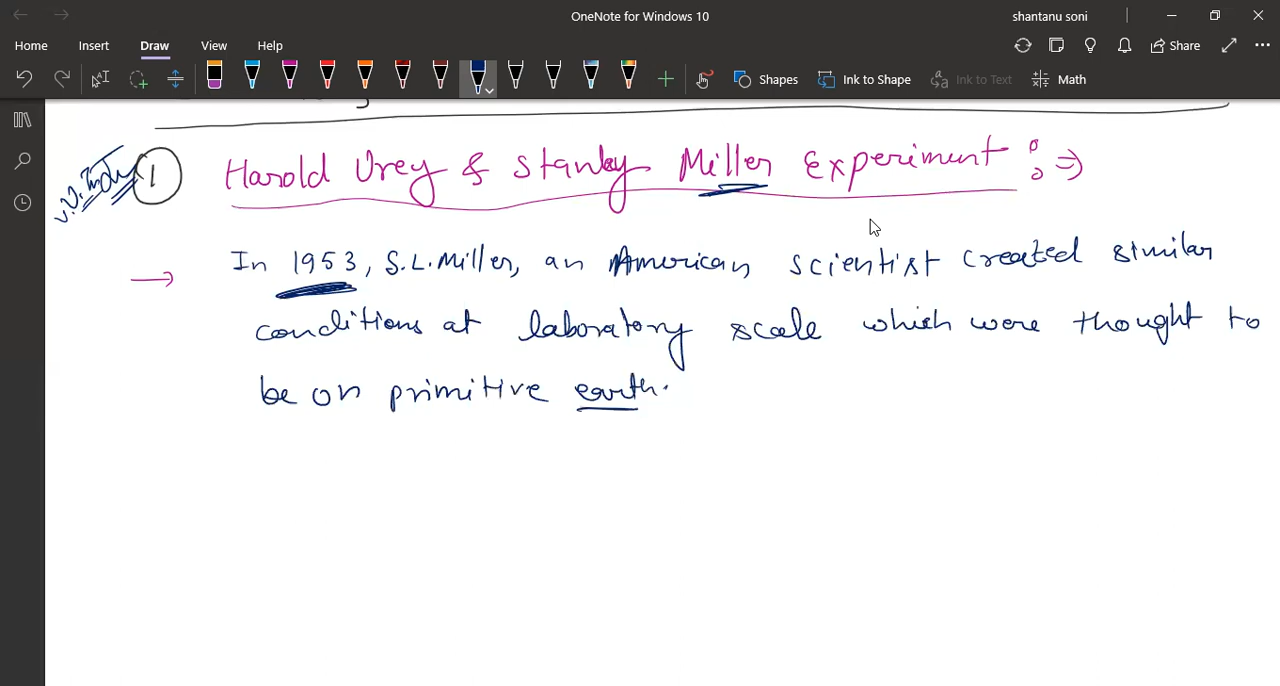 OneNote for Windows 10
shantanu soni
Home Insert Draw View Help
Share
Shapes Ink to Shape Ink to Text Math
1 Harold Urey & Stanley Miller Experiment :⇒
→ In 1953, S.L. Miller, an American scientist created similar
conditions at laboratory scale which were thought to
be on primitive earth.